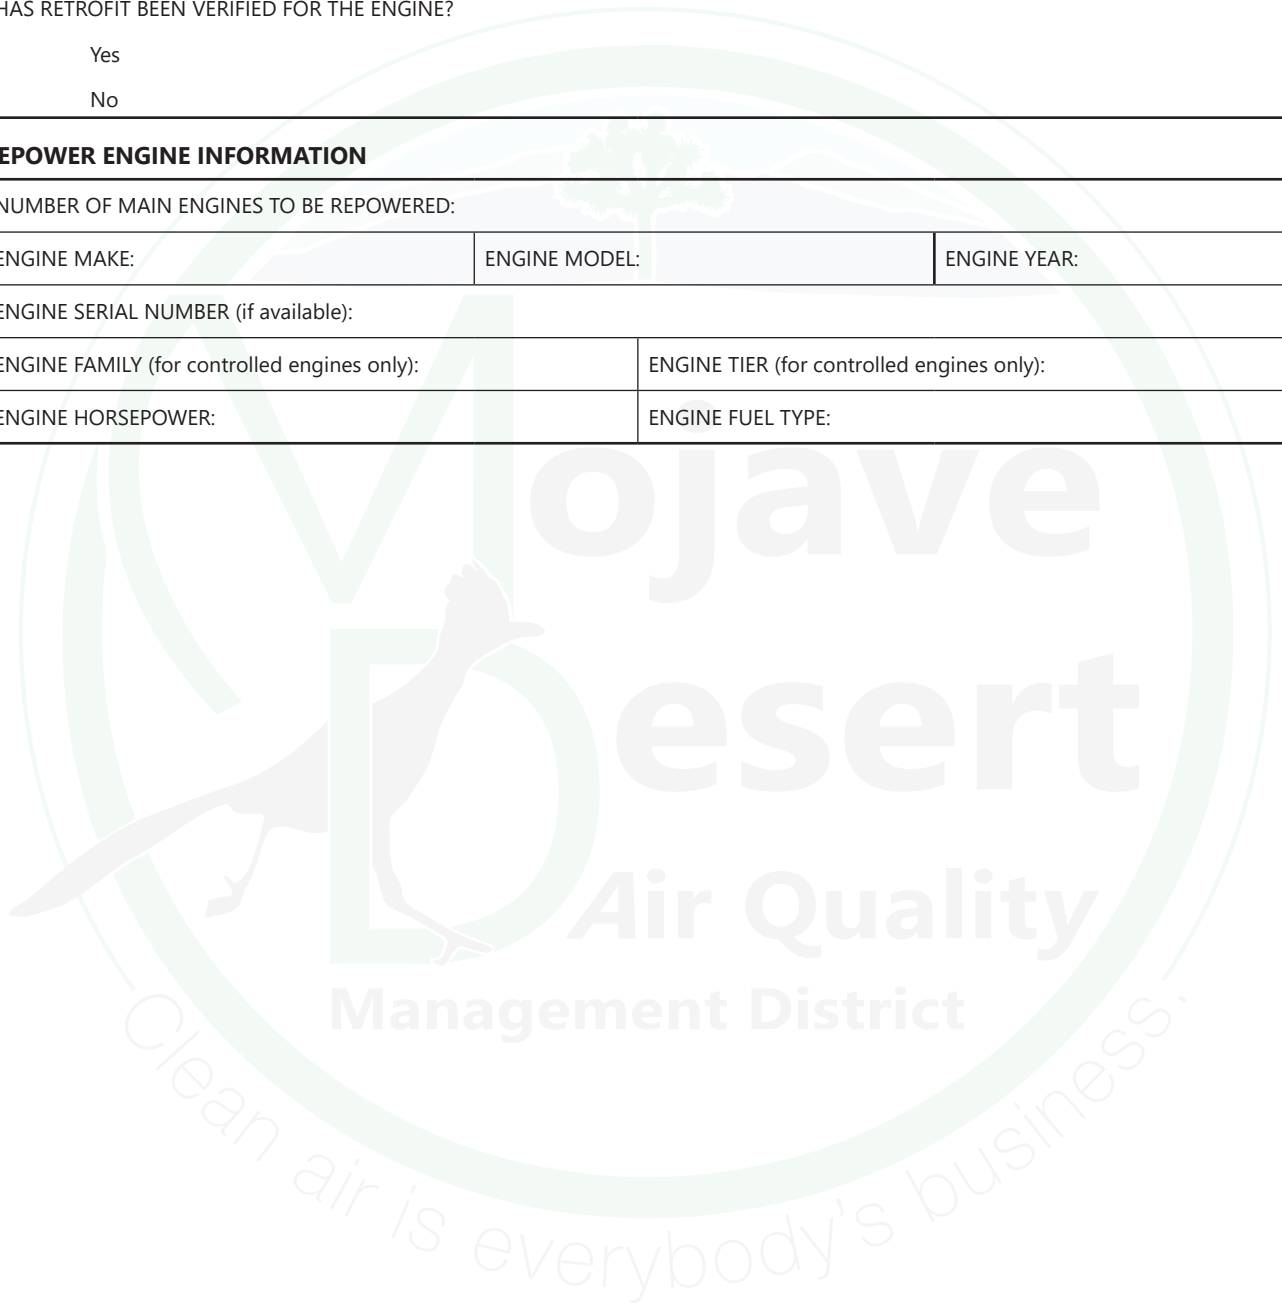 HAS RETROFIT BEEN VERIFIED FOR THE ENGINE?
Yes
No
EPOWER ENGINE INFORMATION
NUMBER OF MAIN ENGINES TO BE REPOWERED:
ENGINE MAKE: ENGINE MODEL: ENGINE YEAR:
ENGINE SERIAL NUMBER (if available):
ENGINE FAMILY (for controlled engines only): ENGINE TIER (for controlled engines only):
ENGINE HORSEPOWER: ENGINE FUEL TYPE:
Mojave
Desert
Air Quality
Management District
Clean air is everybody's business.